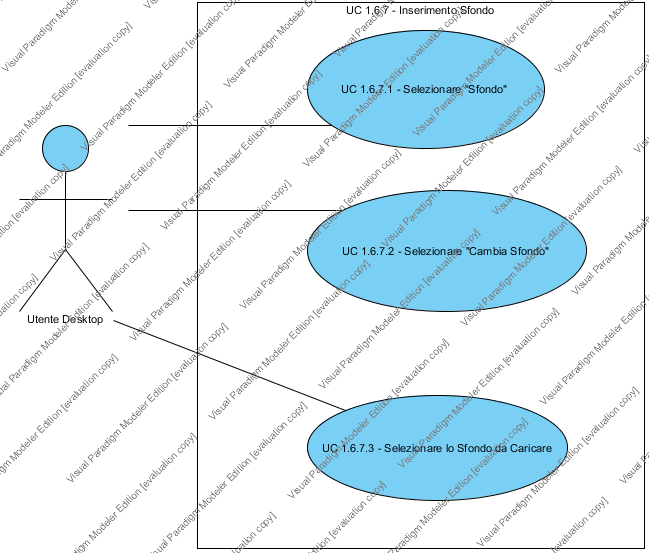 UC 1.6.7 - Inserimento Sfondo
UC 1.6.7.1 - Selezionare "Sfondo"
UC 1.6.7.2 - Selezionare "Cambia Sfondo"
Utente Desktop
UC 1.6.7.3 - Selezionare lo Sfondo da Caricare
Visual Paradigm Modeler Edition [evaluation copy]